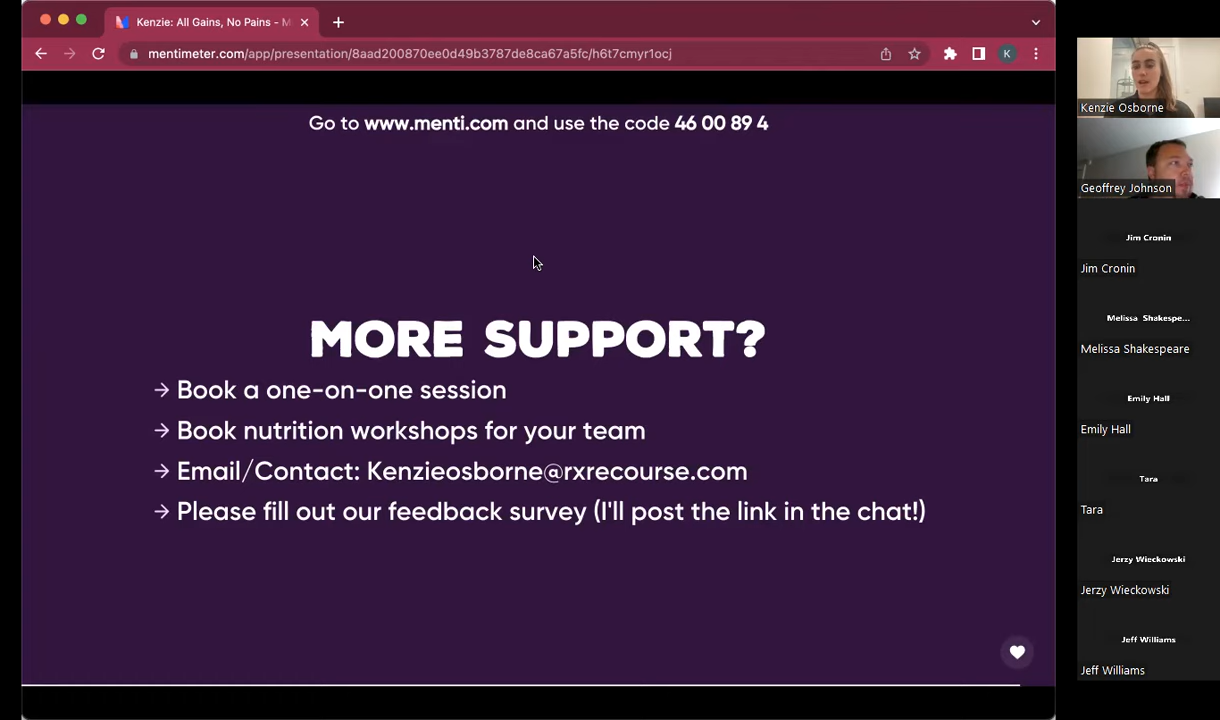 Kenzie: All Gains, No Pains - M
mentimeter.com/app/presentation/8aad200870ee0d49b3787de8ca67a5fc/h6t7cmyr1ocj
K
Go to www.menti.com and use the code 46 00 89 4
MORE SUPPORT?
→ Book a one-on-one session
→ Book nutrition workshops for your team
→ Email/Contact: Kenzieosborne@rxrecourse.com
→ Please fill out our feedback survey (I'll post the link in the chat!)
Kenzie Osborne
Geoffrey Johnson
Jim Cronin
Jim Cronin
Melissa Shakespe...
Melissa Shakespeare
Emily Hall
Emily Hall
Tara
Tara
Jerzy Wieckowski
Jerzy Wieckowski
Jeff Williams
Jeff Williams